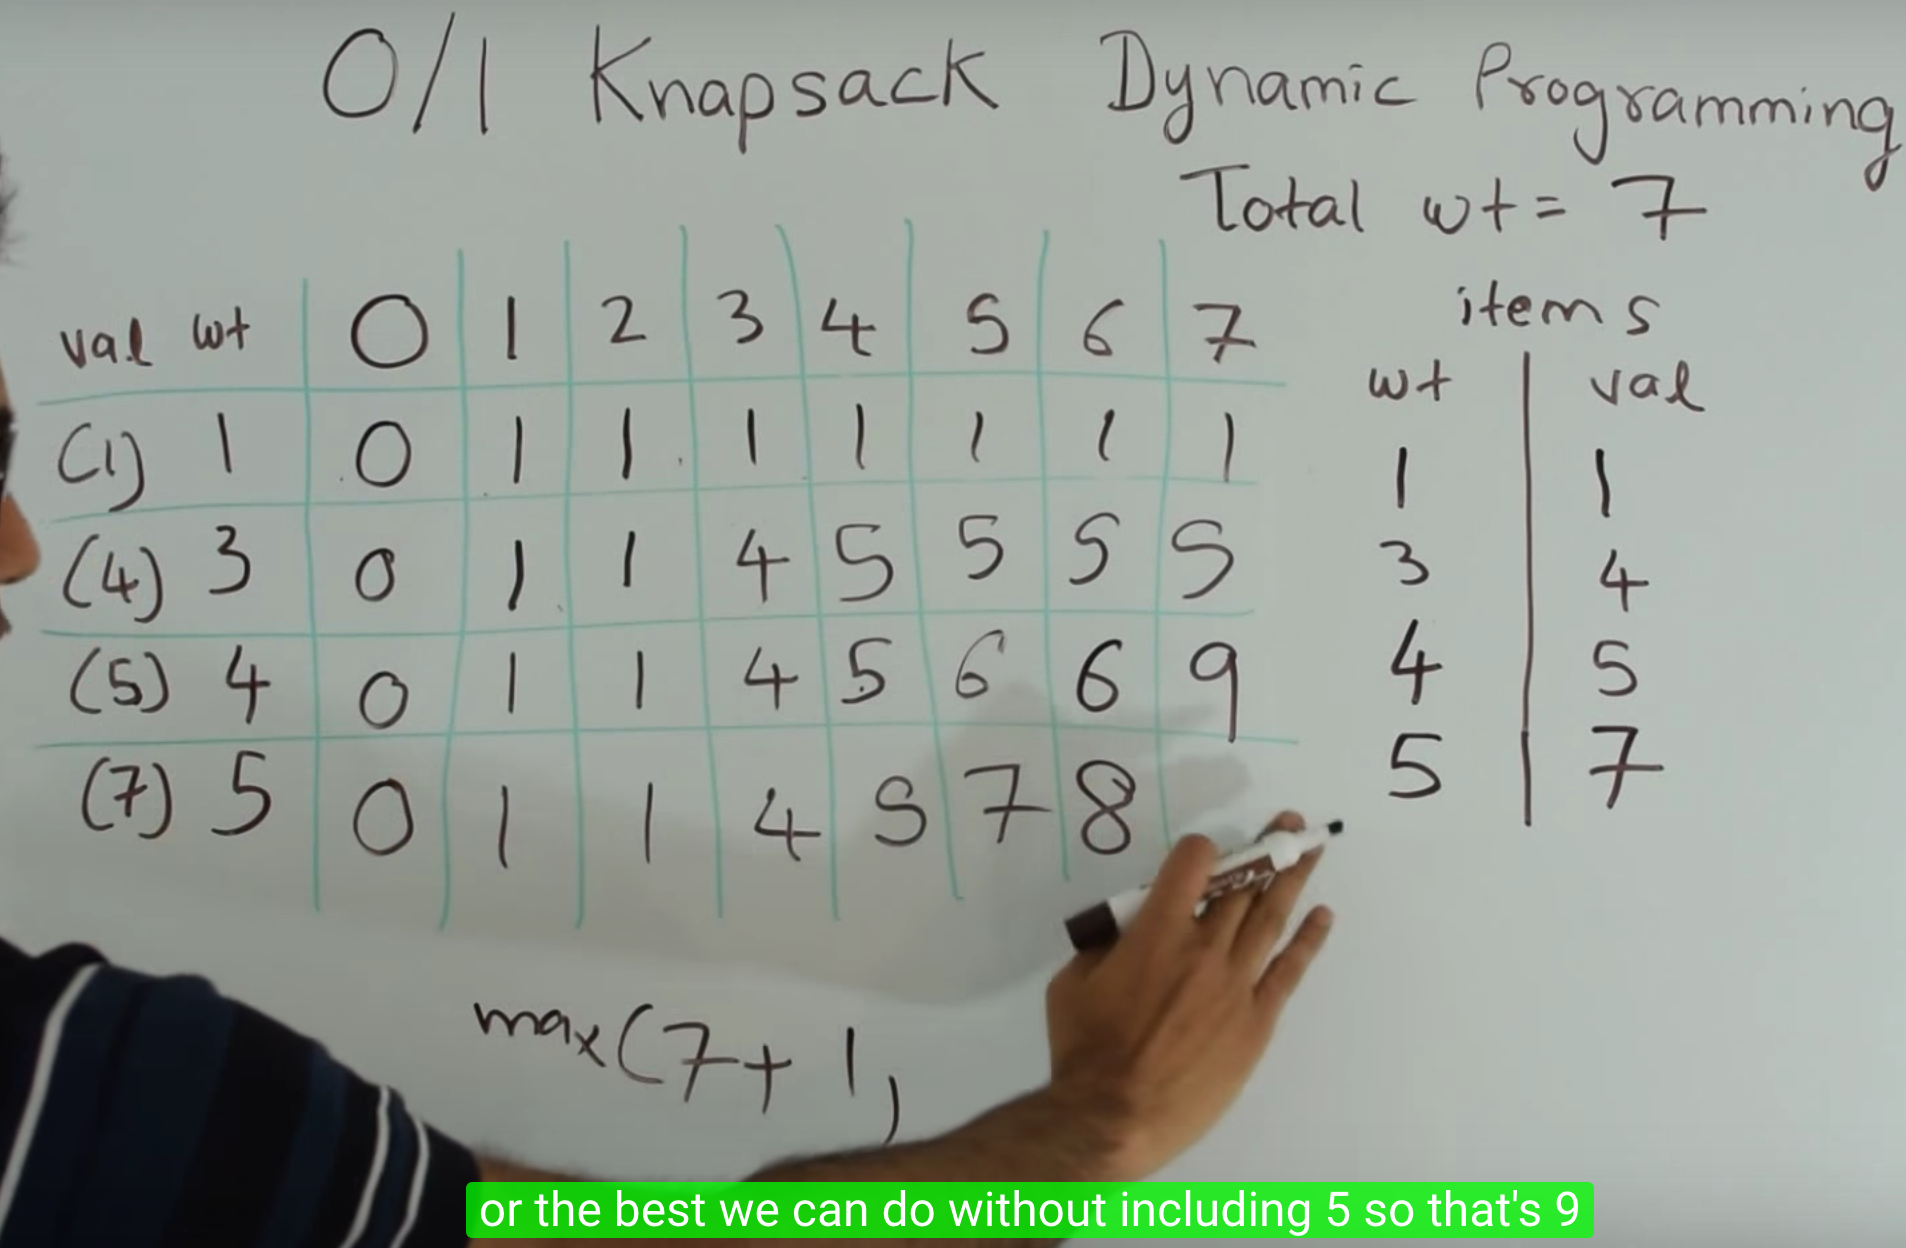 0/1 Knapsack Dynamic Programming
Total wt = 7
val wt 0 1 2 3 4 5 6 7
(1) 1 0 1 1 1 1 1 1 1
(4) 3 0 1 1 4 5 5 5 5
(5) 4 0 1 1 4 5 6 6 9
(7) 5 0 1 1 4 5 7 8
items
wt val
1 1
3 4
4 5
5 7
max(7+1,
or the best we can do without including 5 so that's 9